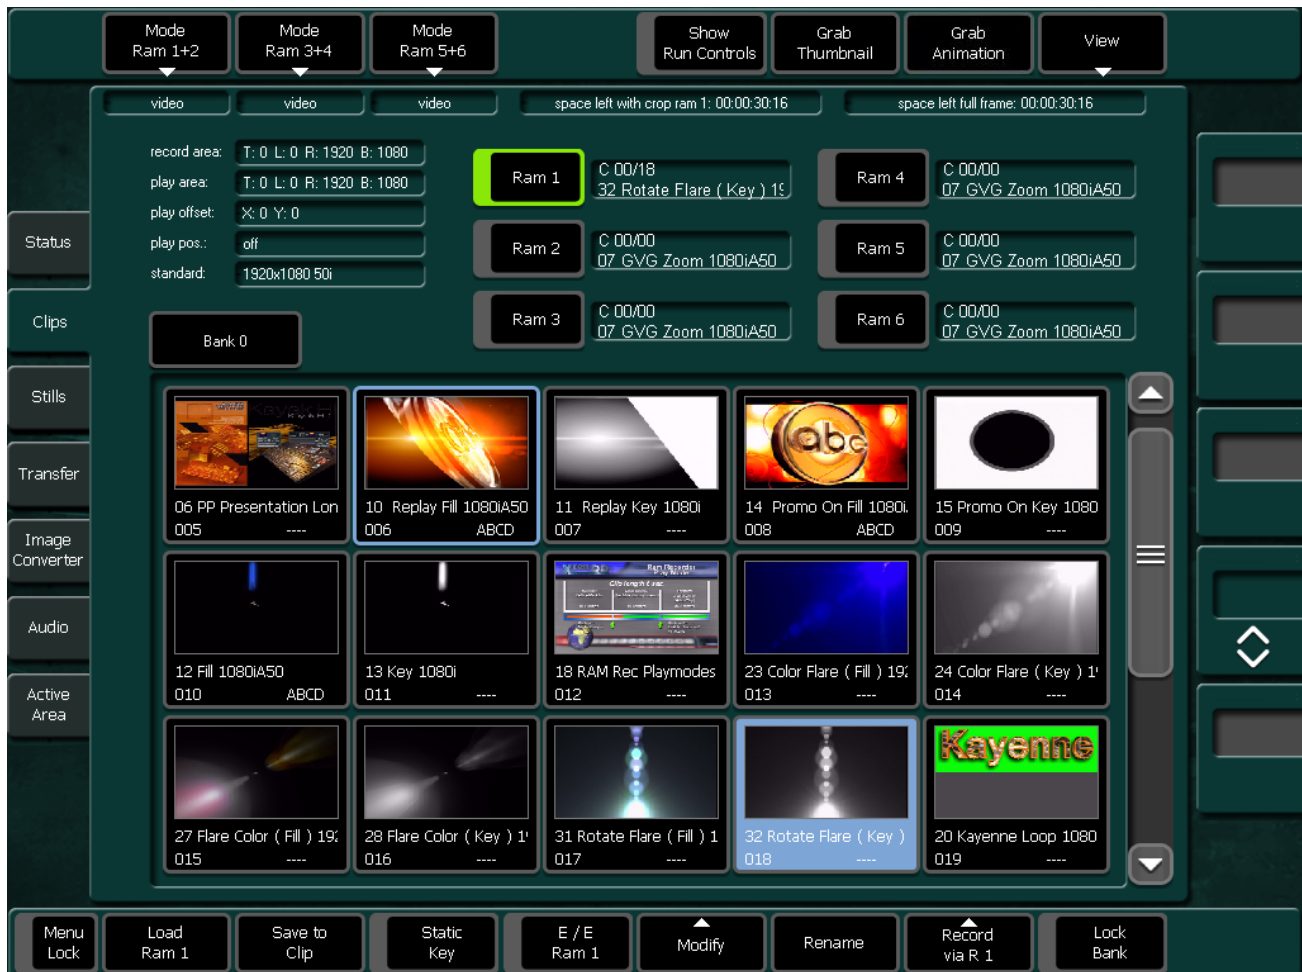 Mode
Ram 1+2
Mode
Ram 3+4
Mode
Ram 5+6
Show
Run Controls
Grab
Thumbnail
Grab
Animation
View
video
video
video
space left with crop ram 1: 00:00:30:16
space left full frame: 00:00:30:16
record area:
T: 0 L: 0 R: 1920 B: 1080
play area:
T: 0 L: 0 R: 1920 B: 1080
play offset:
X: 0 Y: 0
play pos.:
off
standard:
1920x1080 50i
Ram 1
C 00/18
32 Rotate Flare ( Key ) 19
Ram 4
C 00/00
07 GVG Zoom 1080iA50
Ram 2
C 00/00
07 GVG Zoom 1080iA50
Ram 5
C 00/00
07 GVG Zoom 1080iA50
Ram 3
C 00/00
07 GVG Zoom 1080iA50
Ram 6
C 00/00
07 GVG Zoom 1080iA50
Status
Clips
Stills
Transfer
Image
Converter
Audio
Active
Area
Bank 0
abc
06 PP Presentation Lon
005 ----
10 Replay Fill 1080iA50
006 ABCD
11 Replay Key 1080i
007 ----
14 Promo On Fill 1080i.
008 ABCD
15 Promo On Key 1080
009 ----
Ram Recorder
Play Modes
Clip length 6 sec
12 Fill 1080iA50
010 ABCD
13 Key 1080i
011 ----
18 RAM Rec Playmodes
012 ----
23 Color Flare ( Fill ) 192
013 ----
24 Color Flare ( Key ) 1
014 ----
Kayenne
27 Flare Color ( Fill ) 192
015 ----
28 Flare Color ( Key ) 1
016 ----
31 Rotate Flare ( Fill ) 1
017 ----
32 Rotate Flare ( Key )
018 ----
20 Kayenne Loop 1080
019 ----
Menu
Lock
Load
Ram 1
Save to
Clip
Static
Key
E / E
Ram 1
Modify
Rename
Record
via R 1
Lock
Bank